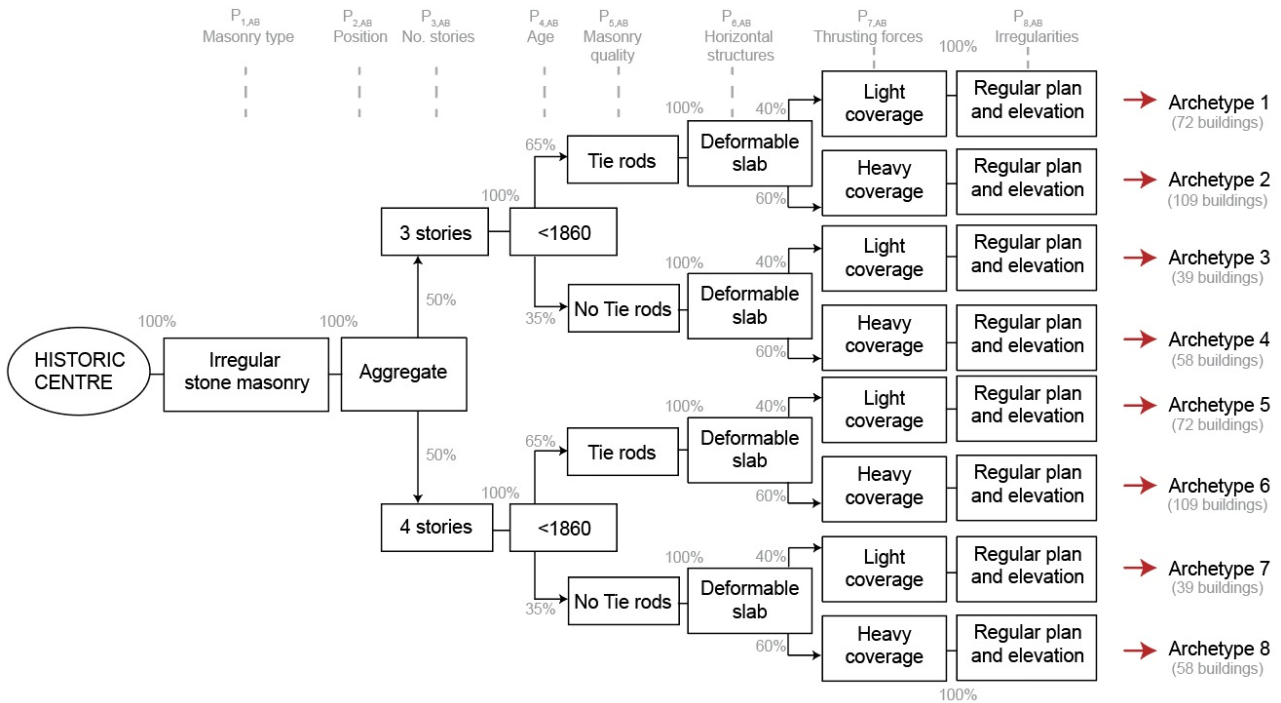 P1,AB
Masonry type
P2,AB
Position
P3,AB
No. stories
P4,AB
Age
P5,AB
Masonry
quality
P6,AB
Horizontal
structures
P7,AB
Thrusting forces
100%
P8,AB
Irregularities
HISTORIC
CENTRE
100%
Irregular
stone masonry
100%
Aggregate
50%
50%
3 stories
100%
<1860
65%
35%
Tie rods
100%
Deformable
slab
40%
60%
Light
coverage
Regular plan
and elevation
Archetype 1
(72 buildings)
Heavy
coverage
Regular plan
and elevation
Archetype 2
(109 buildings)
No Tie rods
100%
Deformable
slab
40%
60%
Light
coverage
Regular plan
and elevation
Archetype 3
(39 buildings)
Heavy
coverage
Regular plan
and elevation
Archetype 4
(58 buildings)
4 stories
100%
<1860
65%
35%
Tie rods
100%
Deformable
slab
40%
60%
Light
coverage
Regular plan
and elevation
Archetype 5
(72 buildings)
Heavy
coverage
Regular plan
and elevation
Archetype 6
(109 buildings)
No Tie rods
100%
Deformable
slab
40%
60%
Light
coverage
Regular plan
and elevation
Archetype 7
(39 buildings)
Heavy
coverage
Regular plan
and elevation
Archetype 8
(58 buildings)
100%